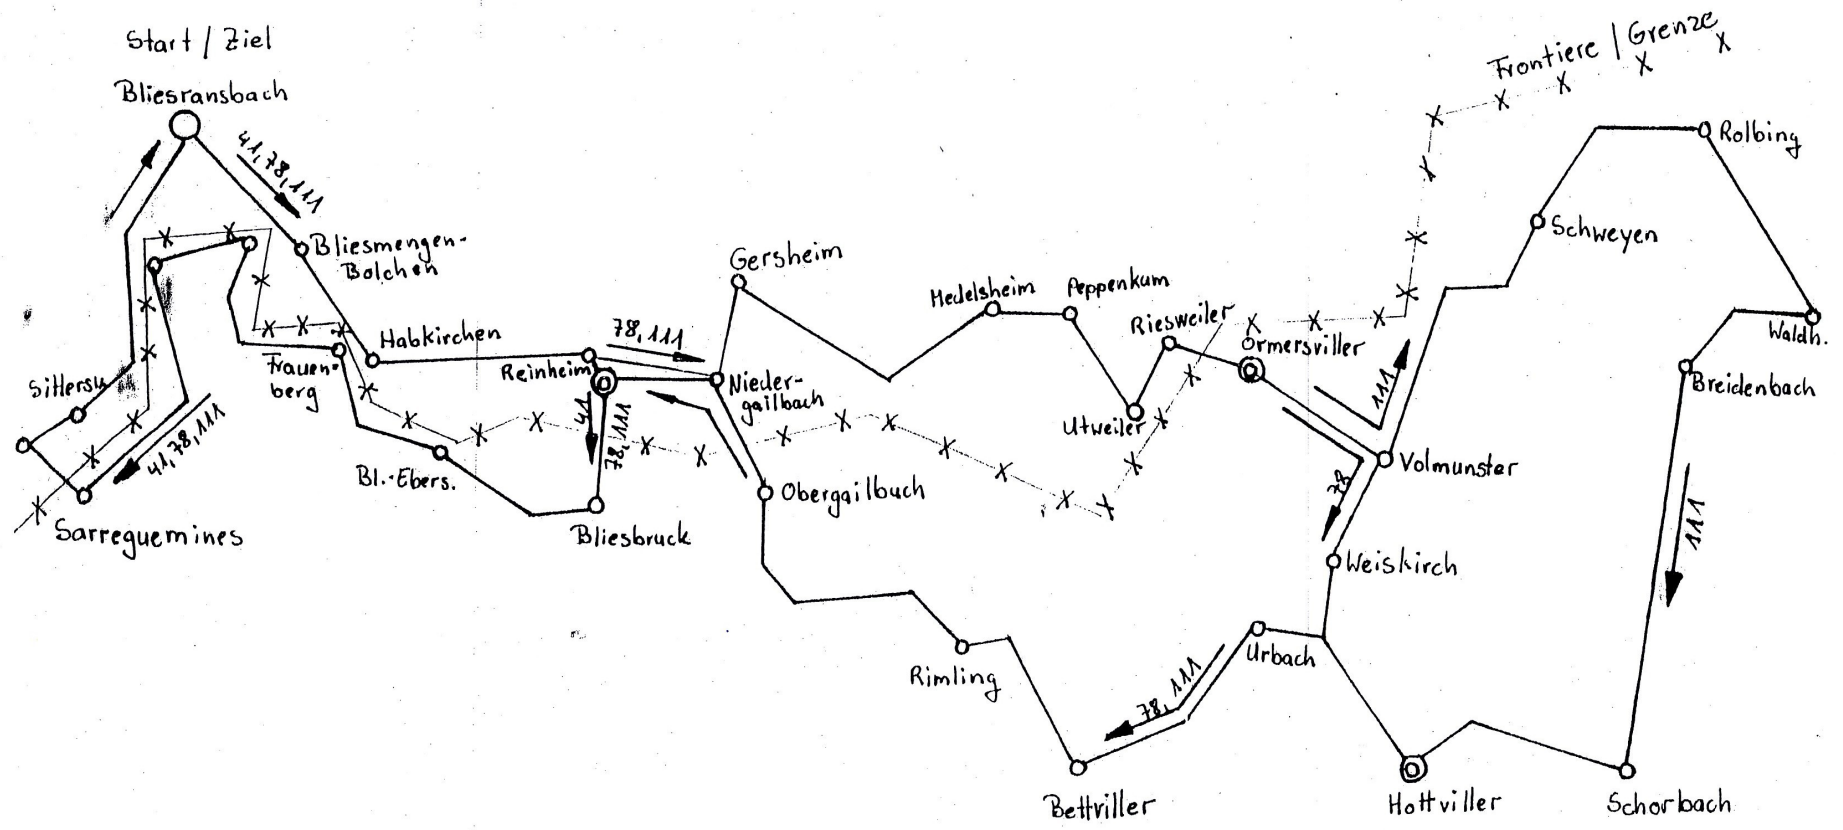 Start / Ziel
Bliesransbach
41,78,111
Frontiere / Grenze
Rolbing
Schweyen
Bliesmengen-
Bolchen
Gersheim
Medelsheim
Peppenkum
Riesweiler
Ormersviller
Waldh.
Habkirchen
78,111
Reinheim
Nieder-
gailbach
Frauen-
berg
Sittersw
41,78,111
41
78,111
Utweiler
111
Breidenbach
Volmunster
Bl.-Ebers.
Obergailbach
78
Sarreguemines
Bliesbruck
Weiskirch
111
Urbach
Rimling
78, 111
Bettviller
Hottviller
Schorbach